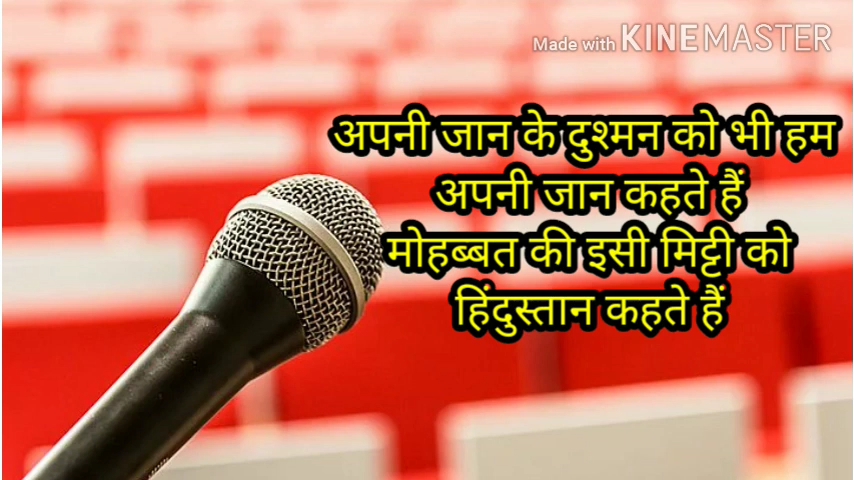 Made with KINEMASTER
अपनी जान के दुश्मन को भी हम
अपनी जान कहते हैं
मोहब्बत की इसी मिट्टी को
हिंदुस्तान कहते हैं